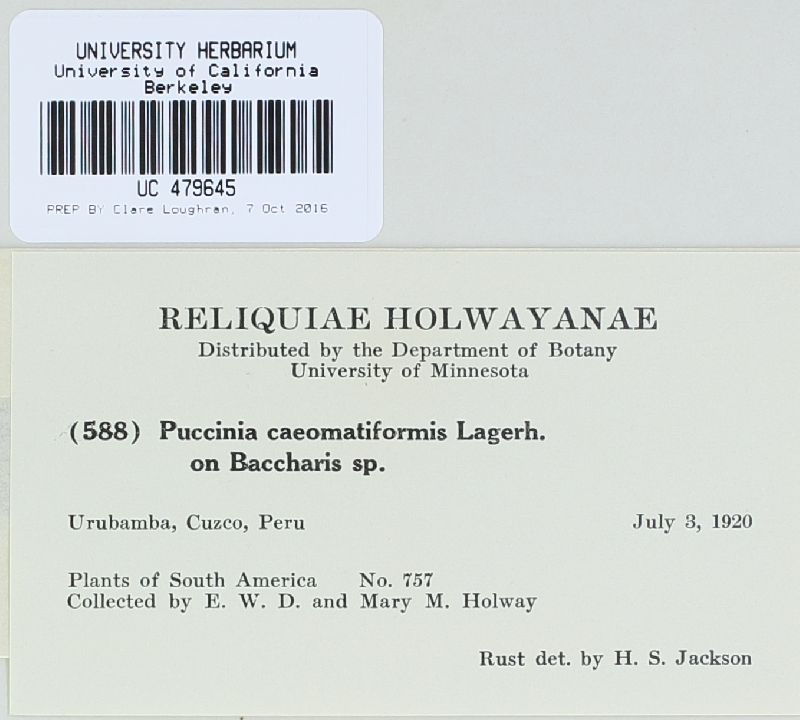 UNIVERSITY HERBARIUM
University of California
Berkeley
UC 479645
PREP BY Clare Loughran, 7 Oct 2016
RELIQUIAE HOLWAYANAE
Distributed by the Department of Botany
University of Minnesota
(588) Puccinia caeomatiformis Lagerh.
on Baccharis sp.
Urubamba, Cuzco, Peru July 3, 1920
Plants of South America No. 757
Collected by E. W. D. and Mary M. Holway
Rust det. by H. S. Jackson